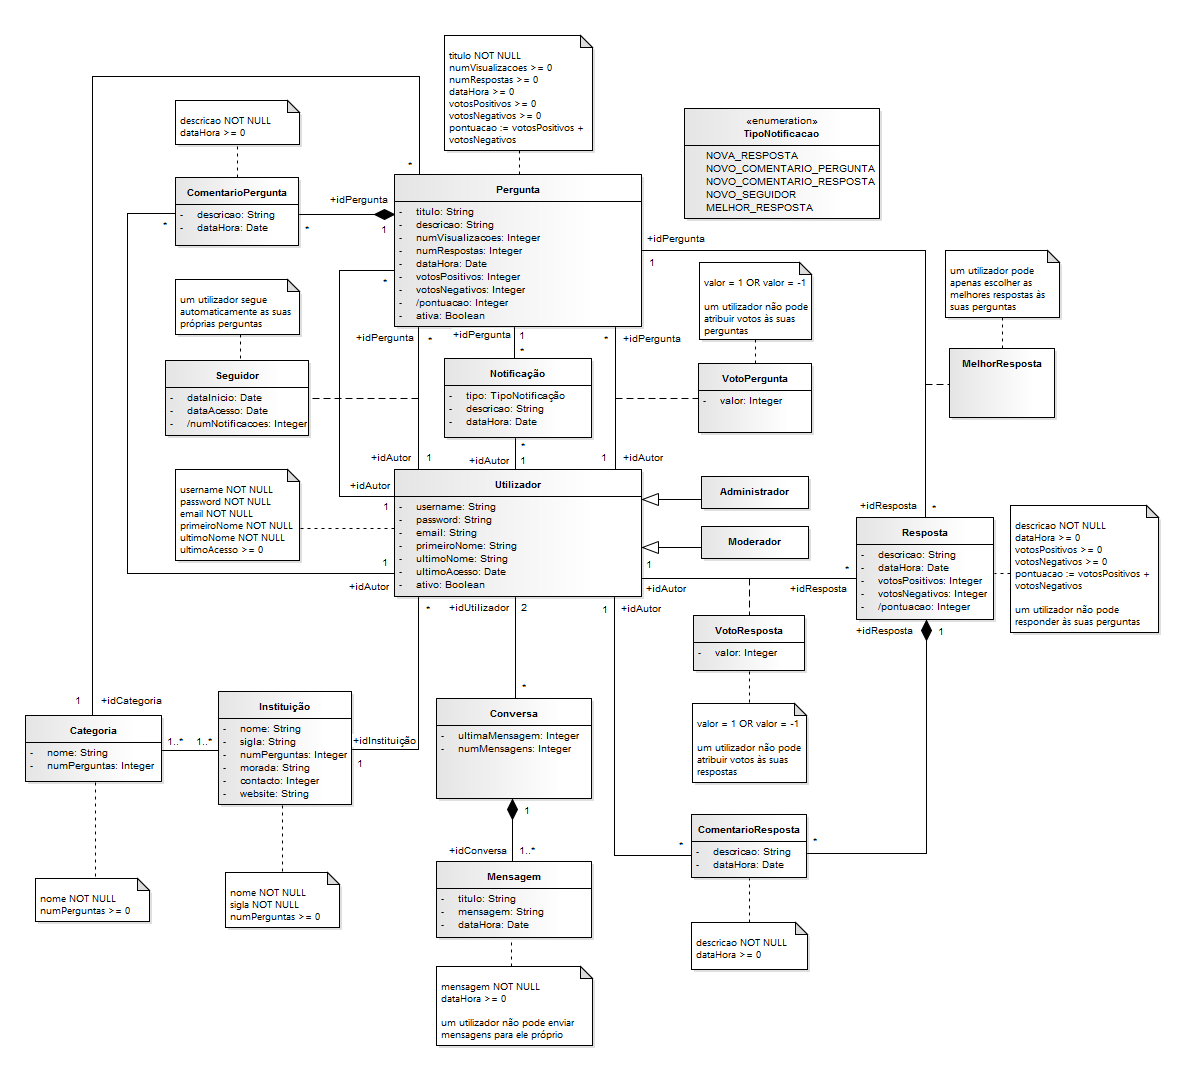 titulo NOT NULL
numVisualizacoes >= 0
numRespostas >= 0
dataHora >= 0
votosPositivos >= 0
votosNegativos >= 0
pontuacao := votosPositivos +
votosNegativos
descricao NOT NULL
dataHora >= 0
«enumeration»
TipoNotificacao
NOVA_RESPOSTA
NOVO_COMENTARIO_PERGUNTA
NOVO_COMENTARIO_RESPOSTA
NOVO_SEGUIDOR
MELHOR_RESPOSTA
*
ComentarioPergunta
- descricao: String
- dataHora: Date
*
*
+idPergunta
1
Pergunta
- titulo: String
- descricao: String
- numVisualizacoes: Integer
- numRespostas: Integer
- dataHora: Date
- votosPositivos: Integer
- votosNegativos: Integer
- /pontuacao: Integer
- ativa: Boolean
*
+idPergunta
1
um utilizador segue
automaticamente as suas
próprias perguntas
valor = 1 OR valor = -1
um utilizador não pode
atribuir votos às suas
perguntas
um utilizador pode
apenas escolher as
melhores respostas às
suas perguntas
+idPergunta
*
+idPergunta
1
*
*
+idPergunta
Seguidor
- dataInicio: Date
- dataAcesso: Date
- /numNotificacoes: Integer
Notificação
- tipo: TipoNotificação
- descricao: String
- dataHora: Date
VotoPergunta
- valor: Integer
MelhorResposta
+idAutor
1
*
+idAutor
1
1
+idAutor
username NOT NULL
password NOT NULL
email NOT NULL
primeiroNome NOT NULL
ultimoNome NOT NULL
ultimoAcesso >= 0
+idAutor
1
1
+idAutor
Utilizador
- username: String
- password: String
- email: String
- primeiroNome: String
- ultimoNome: String
- ultimoAcesso: Date
- ativo: Boolean
Administrador
Moderador
+idResposta
*
Resposta
- descricao: String
- dataHora: Date
- votosPositivos: Integer
- votosNegativos: Integer
- /pontuacao: Integer
descricao NOT NULL
dataHora >= 0
votosPositivos >= 0
votosNegativos >= 0
pontuacao := votosPositivos +
votosNegativos
um utilizador não pode
responder às suas perguntas
1
+idAutor
*
+idResposta
*
+idUtilizador
2
1
+idAutor
+idResposta
1
VotoResposta
- valor: Integer
valor = 1 OR valor = -1
um utilizador não pode
atribuir votos às suas
respostas
1
+idCategoria
Categoria
- nome: String
- numPerguntas: Integer
1..*
1..*
Instituição
- nome: String
- sigla: String
- numPerguntas: Integer
- morada: String
- contacto: Integer
- website: String
+idInstituição
1
*
Conversa
- ultimaMensagem: Integer
- numMensagens: Integer
1
+idConversa
1..*
Mensagem
- titulo: String
- mensagem: String
- dataHora: Date
*
ComentarioResposta
- descricao: String
- dataHora: Date
*
nome NOT NULL
numPerguntas >= 0
nome NOT NULL
sigla NOT NULL
numPerguntas >= 0
descricao NOT NULL
dataHora >= 0
mensagem NOT NULL
dataHora >= 0
um utilizador não pode enviar
mensagens para ele próprio